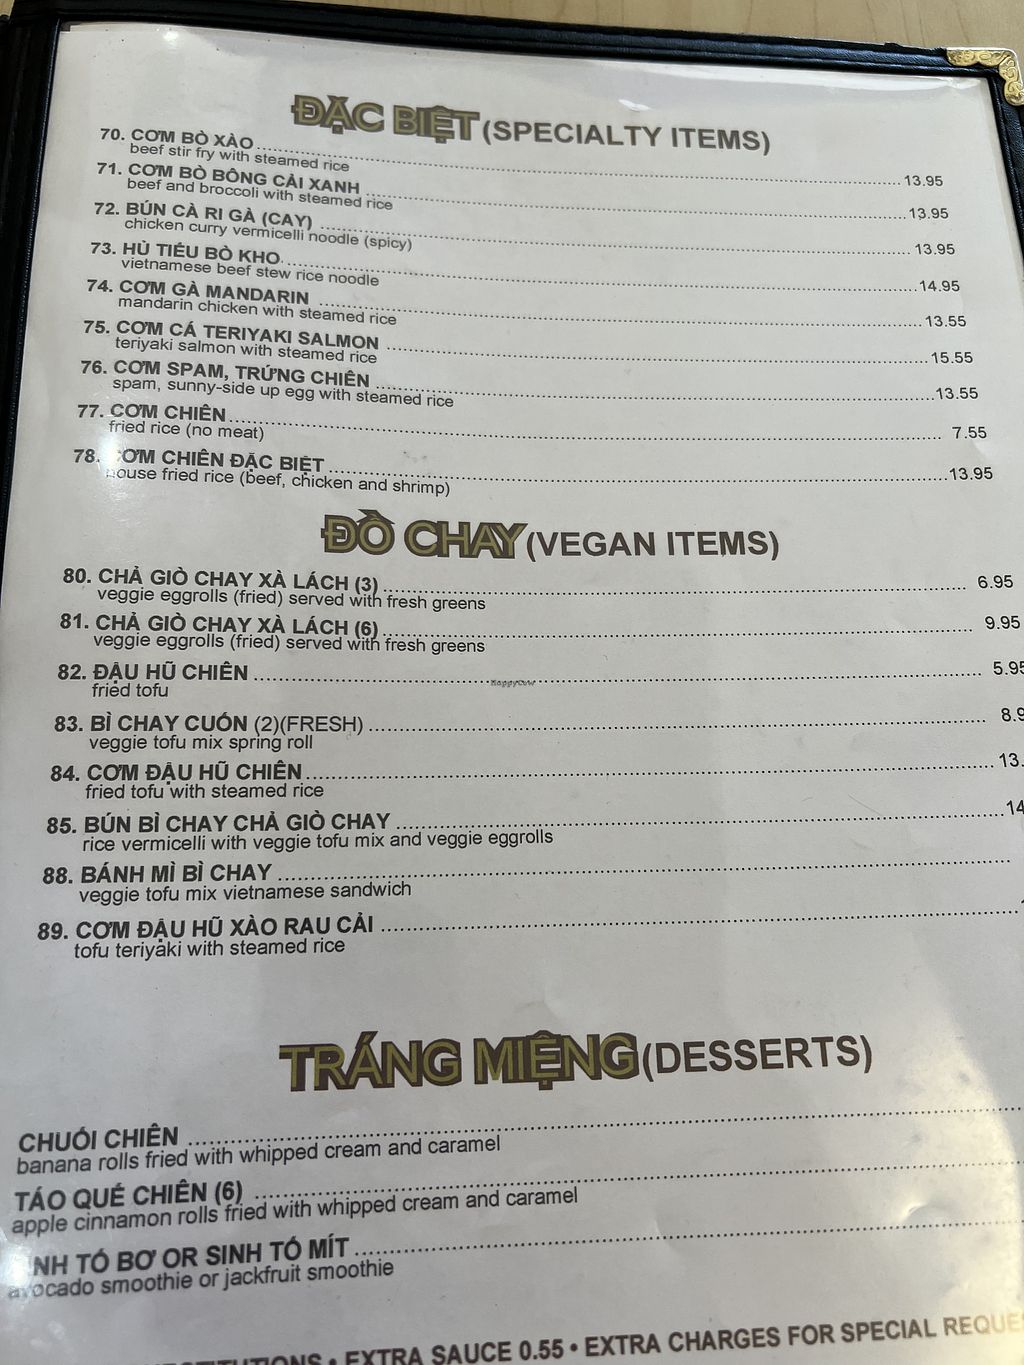 ĐẶC BIỆT (SPECIALTY ITEMS)
70. CƠM BÒ XÀO 13.95
beef stir fry with steamed rice
71. CƠM BÒ BÔNG CẢI XANH 13.95
beef and broccoli with steamed rice
72. BÚN CÀ RI GÀ (CAY) 13.95
chicken curry vermicelli noodle (spicy)
73. HỦ TIẾU BÒ KHO 14.95
vietnamese beef stew rice noodle
74. CƠM GÀ MANDARIN 13.55
mandarin chicken with steamed rice
75. CƠM CÁ TERIYAKI SALMON 15.55
teriyaki salmon with steamed rice
76. CƠM SPAM, TRỨNG CHIÊN 13.55
spam, sunny-side up egg with steamed rice
77. CƠM CHIÊN 7.55
fried rice (no meat)
78. CƠM CHIÊN ĐẶC BIỆT 13.95
house fried rice (beef, chicken and shrimp)
ĐỒ CHAY (VEGAN ITEMS)
80. CHẢ GIÒ CHAY XÀ LÁCH (3) 6.95
veggie eggrolls (fried) served with fresh greens
81. CHẢ GIÒ CHAY XÀ LÁCH (6) 9.95
veggie eggrolls (fried) served with fresh greens
82. ĐẬU HŨ CHIÊN 5.95
fried tofu
HappyCow
83. BÌ CHAY CUỐN (2)(FRESH) 8.9
veggie tofu mix spring roll
84. CƠM ĐẬU HŨ CHIÊN 13.
fried tofu with steamed rice
85. BÚN BÌ CHAY CHẢ GIÒ CHAY 14
rice vermicelli with veggie tofu mix and veggie eggrolls
88. BÁNH MÌ BÌ CHAY
veggie tofu mix vietnamese sandwich
89. CƠM ĐẬU HŨ XÀO RAU CẢI
tofu teriyaki with steamed rice
TRÁNG MIỆNG (DESSERTS)
CHUỐI CHIÊN
banana rolls fried with whipped cream and caramel
TÁO QUẾ CHIÊN (6)
apple cinnamon rolls fried with whipped cream and caramel
INH TỐ BƠ OR SINH TỐ MÍT
avocado smoothie or jackfruit smoothie
• EXTRA SAUCE 0.55 • EXTRA CHARGES FOR SPECIAL REQUE